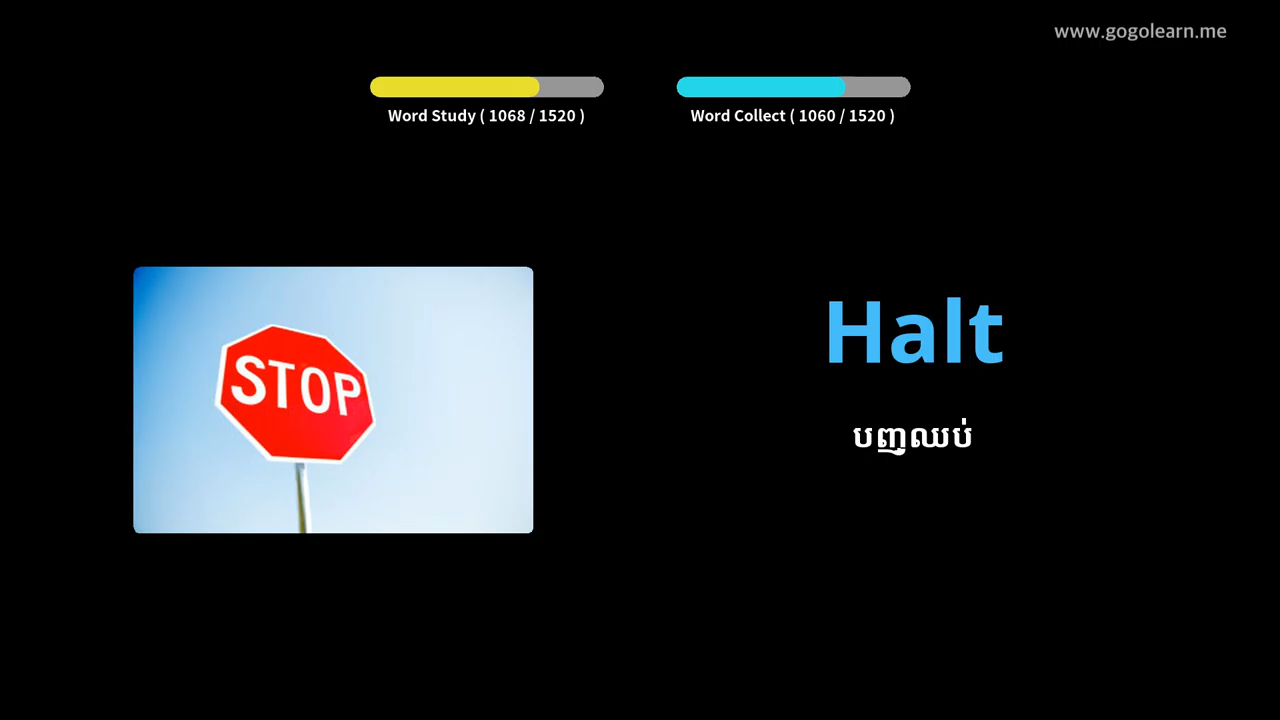 www.gogolearn.me
Word Study ( 1068 / 1520 )
Word Collect ( 1060 / 1520 )
STOP
Halt
បញ្ឈប់